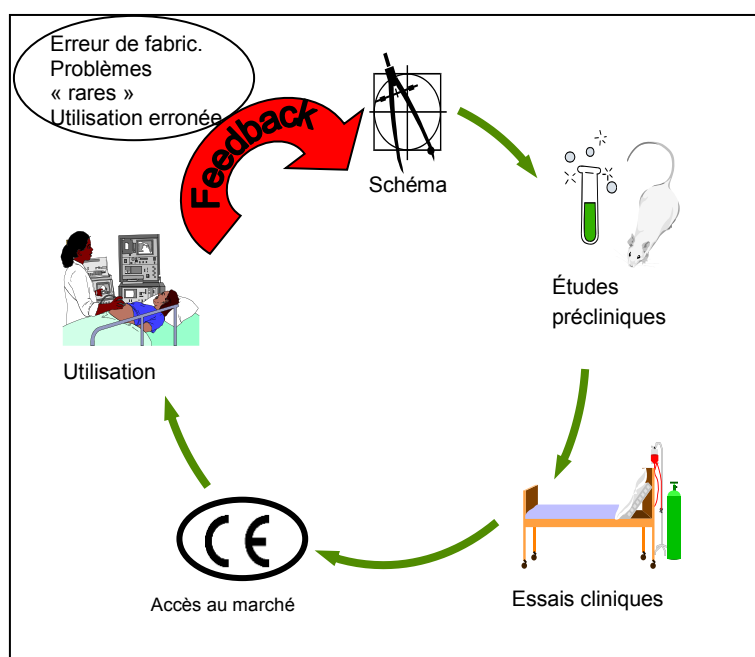 Erreur de fabric.
Problèmes
« rares »
Utilisation erronée
Feedback
Schéma
Études
précliniques
Utilisation
CE
Accès au marché
Essais cliniques